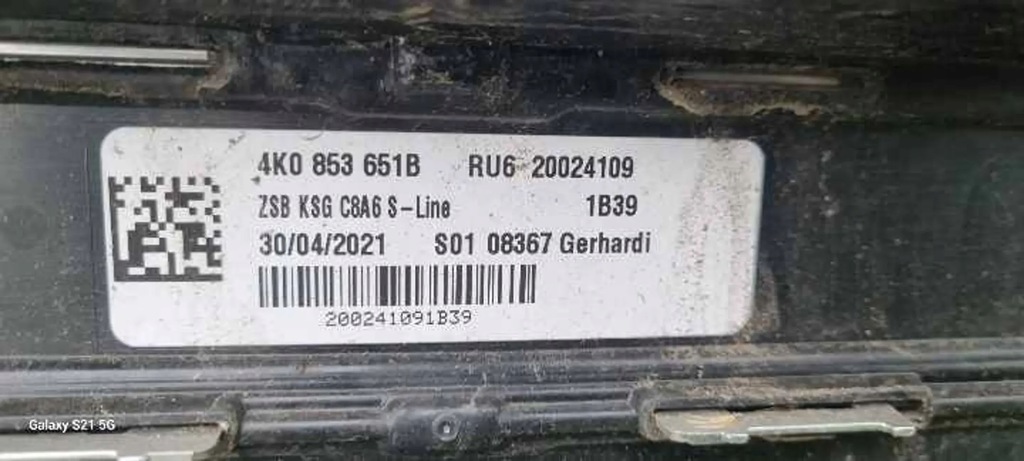 4K0 853 651B RU6 20024109
ZSB KSG C8A6 S-Line 1B39
30/04/2021 S01 08367 Gerhardi
200241091B39
Galaxy S21 5G